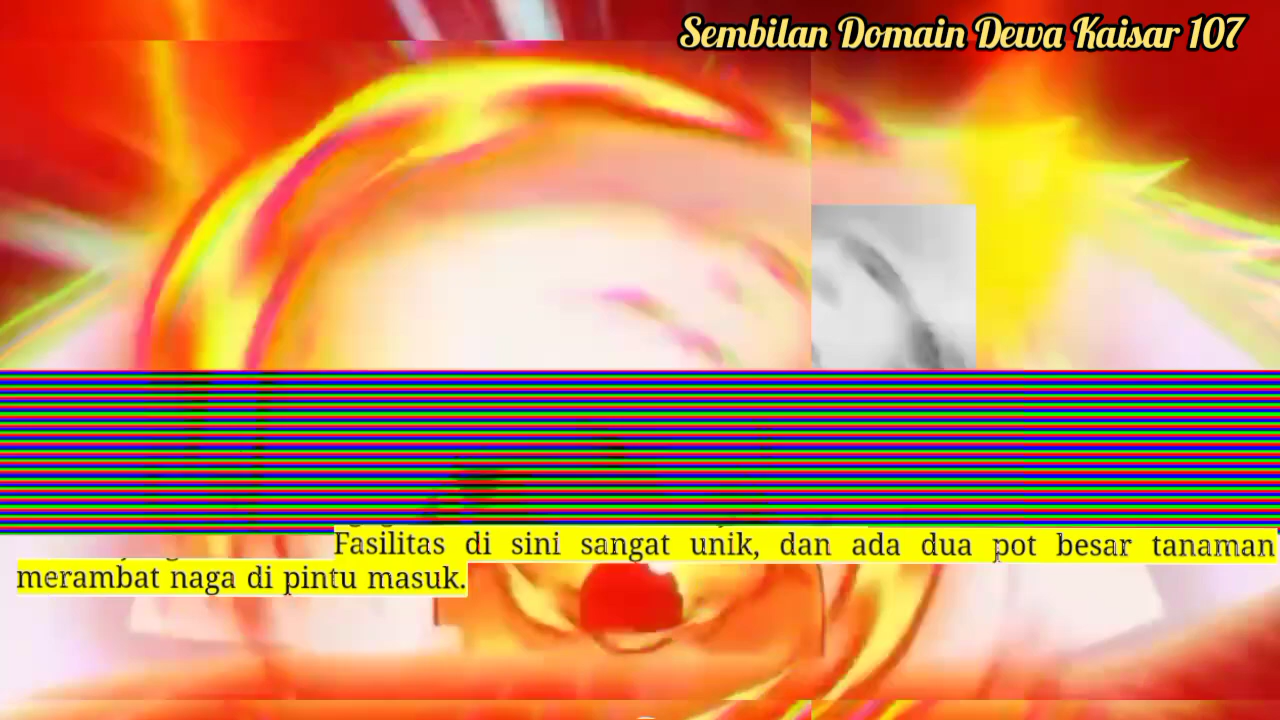 Sembilan Domain Dewa Kaisar 107
Fasilitas di sini sangat unik, dan ada dua pot besar tanaman
merambat naga di pintu masuk.